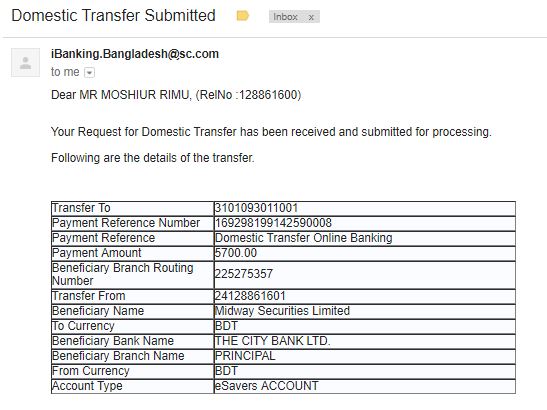 Domestic Transfer Submitted Inbox x
iBanking.Bangladesh@sc.com
to me
Dear MR MOSHIUR RIMU, (RelNo :128861600)
Your Request for Domestic Transfer has been received and submitted for processing.
Following are the details of the transfer.
Transfer To 3101093011001
Payment Reference Number 169298199142590008
Payment Reference Domestic Transfer Online Banking
Payment Amount 5700.00
Beneficiary Branch Routing
Number 225275357
Transfer From 24128861601
Beneficiary Name Midway Securities Limited
To Currency BDT
Beneficiary Bank Name THE CITY BANK LTD.
Beneficiary Branch Name PRINCIPAL
From Currency BDT
Account Type eSavers ACCOUNT